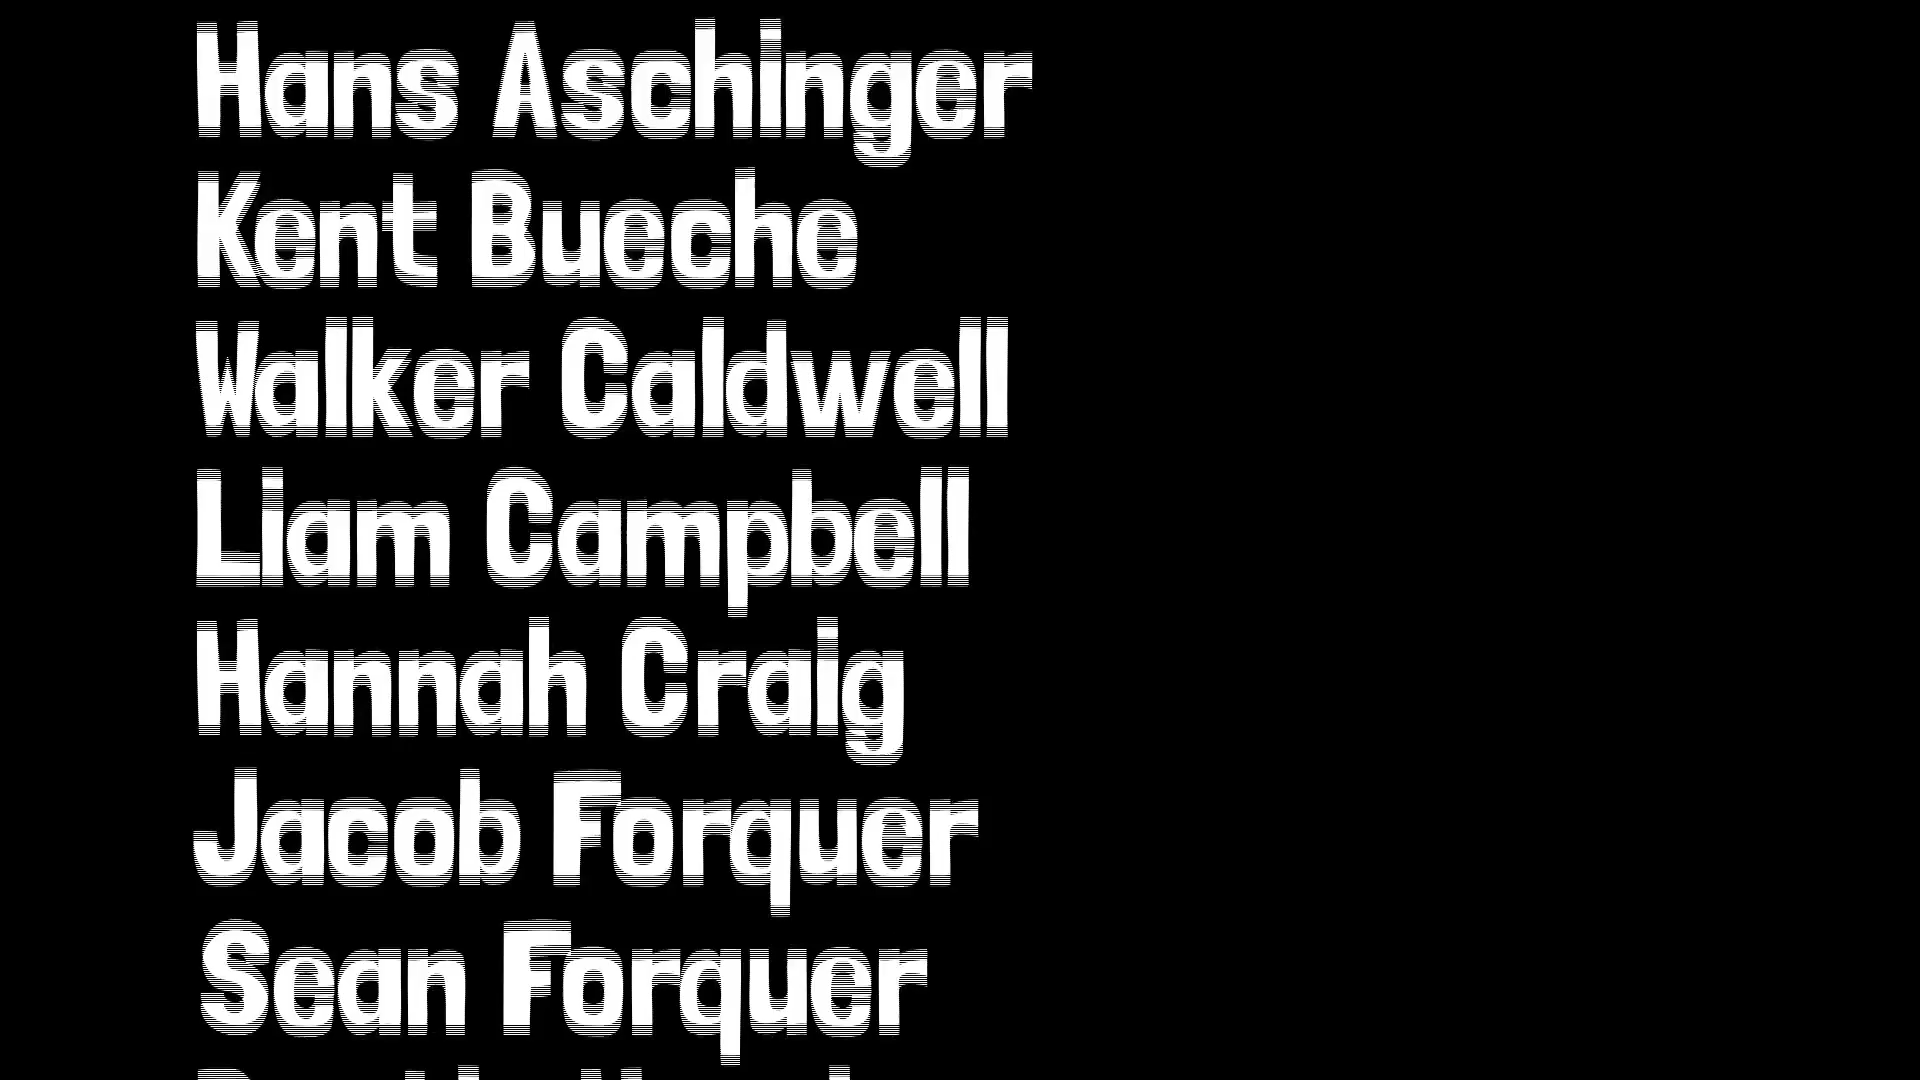 Hans Aschinger
Kent Bueche
Walker Caldwell
Liam Campbell
Hannah Craig
Jacob Forquer
Sean Forquer